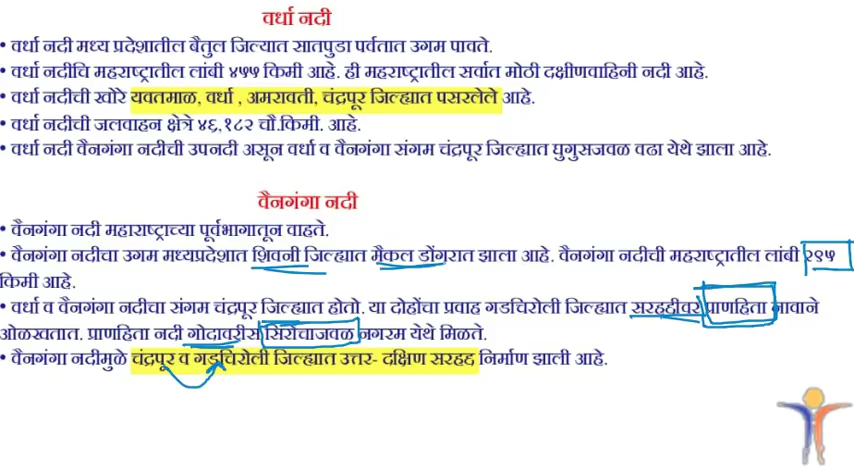 वर्धा नदी
• वर्धा नदी मध्य प्रदेशातील बैतुल जिल्यात सातपुडा पर्वतात उगम पावते.
• वर्धा नदीचि महराष्ट्रातील लांबी ४५५ किमी आहे. ही महराष्ट्रातील सर्वात मोठी दक्षीणवाहिनी नदी आहे.
• वर्धा नदीची खोरे यवतमाळ, वर्धा , अमरावती, चंद्रपूर जिल्ह्यात पसरलेले आहे.
• वर्धा नदीची जलवाहन क्षेत्रे ४६,१८२ चौ.किमी. आहे.
• वर्धा नदी वैनगंगा नदीची उपनदी असून वर्धा व वैनगंगा संगम चंद्रपूर जिल्ह्यात घुगुसजवळ वढा येथे झाला आहे.
वैनगंगा नदी
• वैनगंगा नदी महाराष्ट्राच्या पूर्वभागातून वाहते.
• वैनगंगा नदीचा उगम मध्यप्रदेशात शिवनी जिल्ह्यात मैकल डोंगरात झाला आहे. वैनगंगा नदीची महराष्ट्रातील लांबी २९५
किमी आहे.
• वर्धा व वैनगंगा नदीचा संगम चंद्रपूर जिल्ह्यात होतो. या दोहोंचा प्रवाह गडचिरोली जिल्ह्यात सरहद्दीवर प्राणहिता नावाने
ओळखतात. प्राणहिता नदी गोदावरीस सिरोंचाजवळ नगरम येथे मिळते.
• वैनगंगा नदीमुळे चंद्रपूर व गडचिरोली जिल्ह्यात उत्तर- दक्षिण सरहद्द निर्माण झाली आहे.